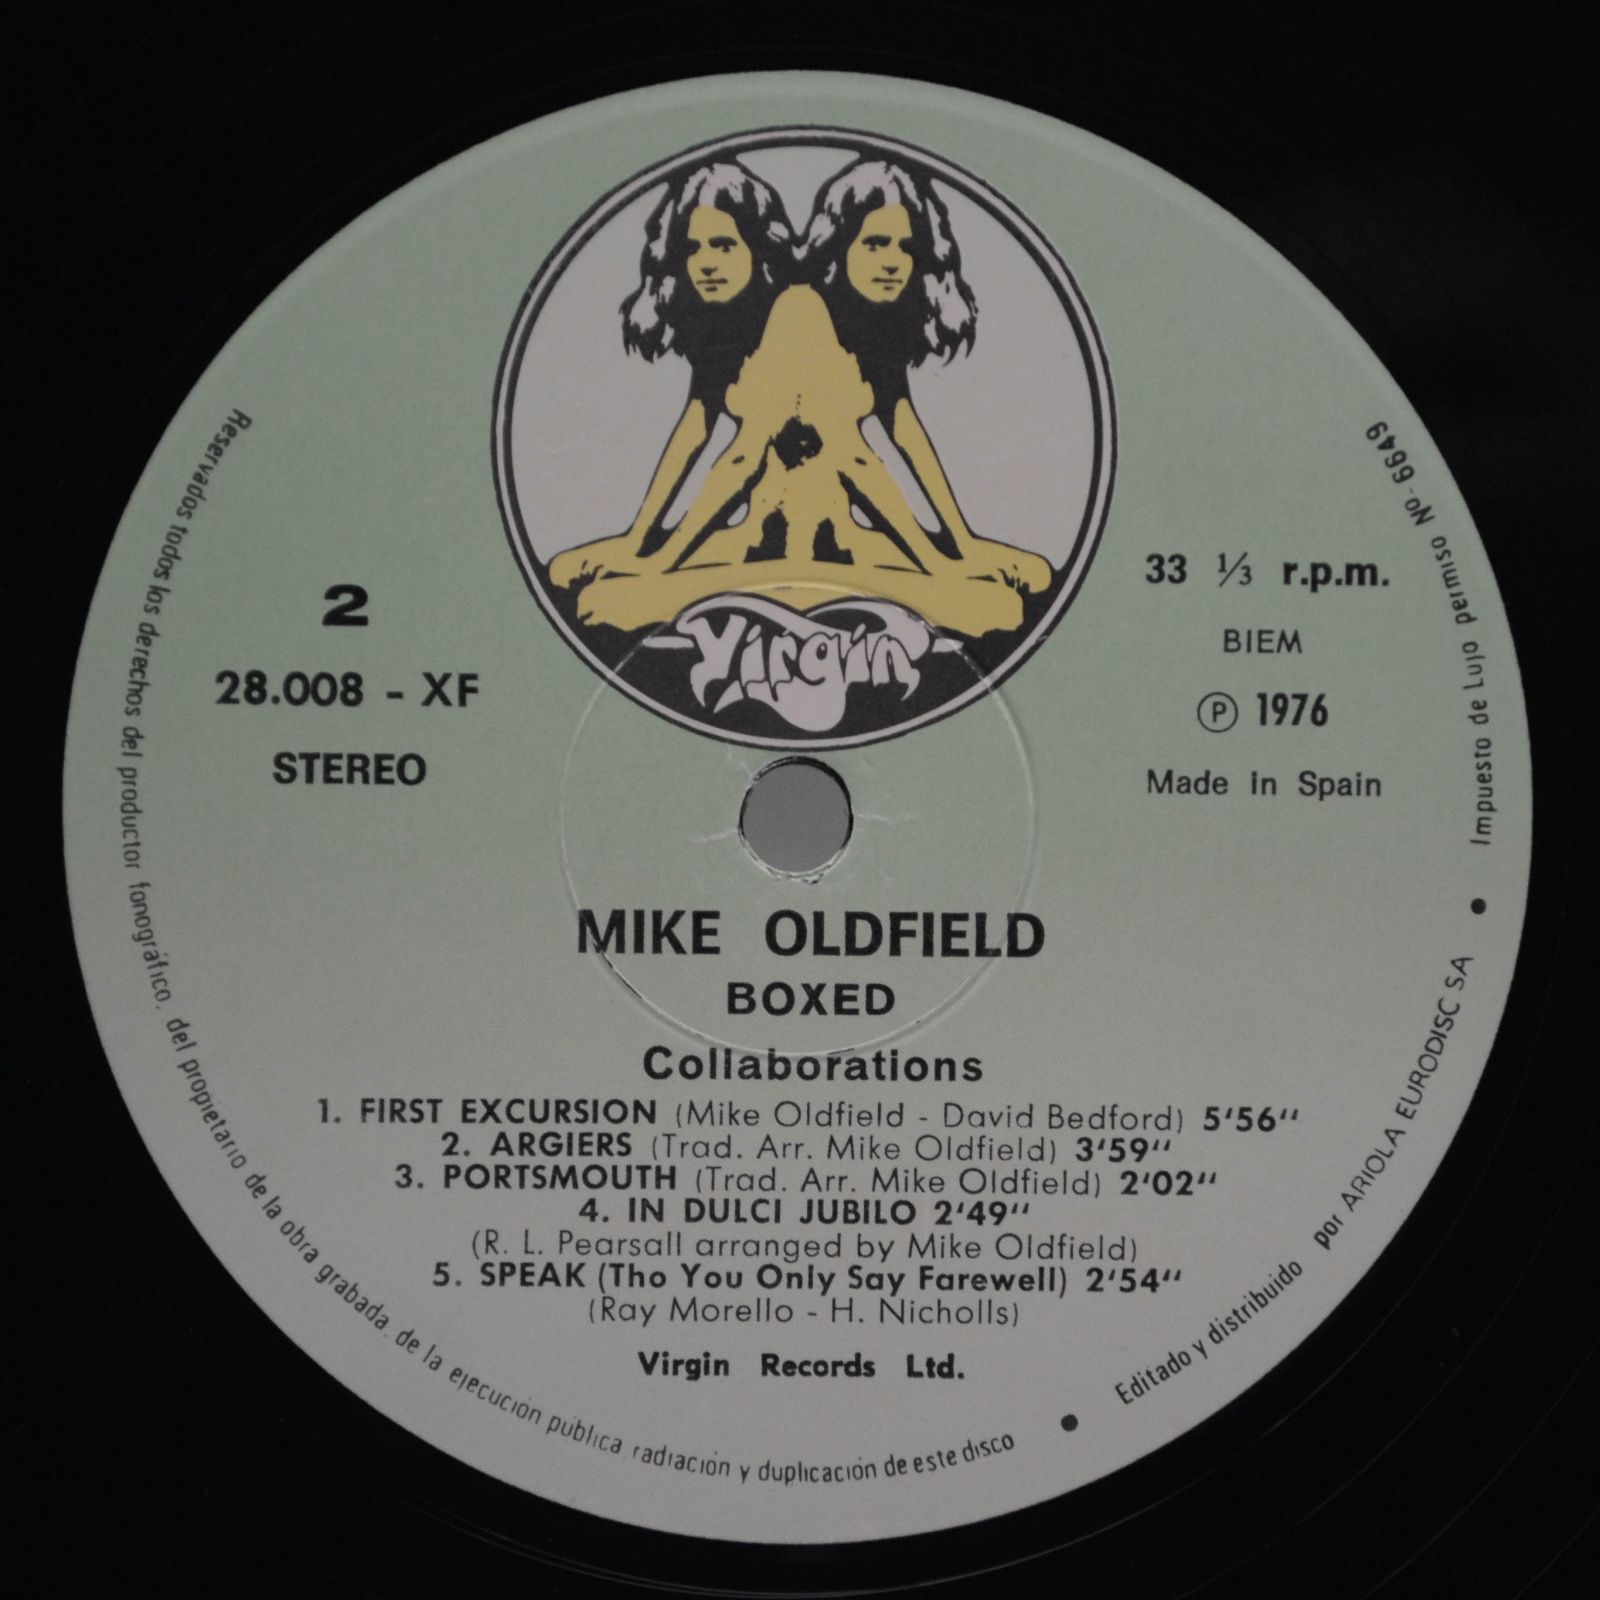 Virgin
2
28.008 - XF
STEREO
33 ⅓ r.p.m.
BIEM
Ⓟ 1976
Made in Spain
MIKE OLDFIELD
BOXED
Collaborations
1. FIRST EXCURSION (Mike Oldfield - David Bedford) 5'56"
2. ARGIERS (Trad. Arr. Mike Oldfield) 3'59"
3. PORTSMOUTH (Trad. Arr. Mike Oldfield) 2'02"
4. IN DULCI JUBILO 2'49"
(R. L. Pearsall arranged by Mike Oldfield)
5. SPEAK (Tho You Only Say Farewell) 2'54"
(Ray Morello - H. Nicholls)
Virgin Records Ltd.
Reservados todos los derechos del productor fonográfico, del propietario de la obra grabada, de la ejecución pública radiación y duplicación de este disco • Editado y distribuido por ARIOLA EURODISC SA • Impuesto de Lujo permiso Nº 6649